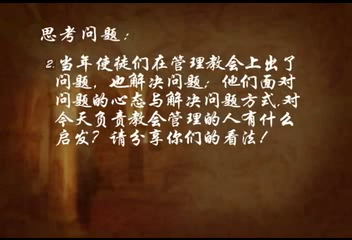 思考问题：
2.当年使徒们在管理教会上出了
问题，也解决问题；他们面对
问题的心态与解决问题方式,对
今天负责教会管理的人有什么
启发？请分享你们的看法！